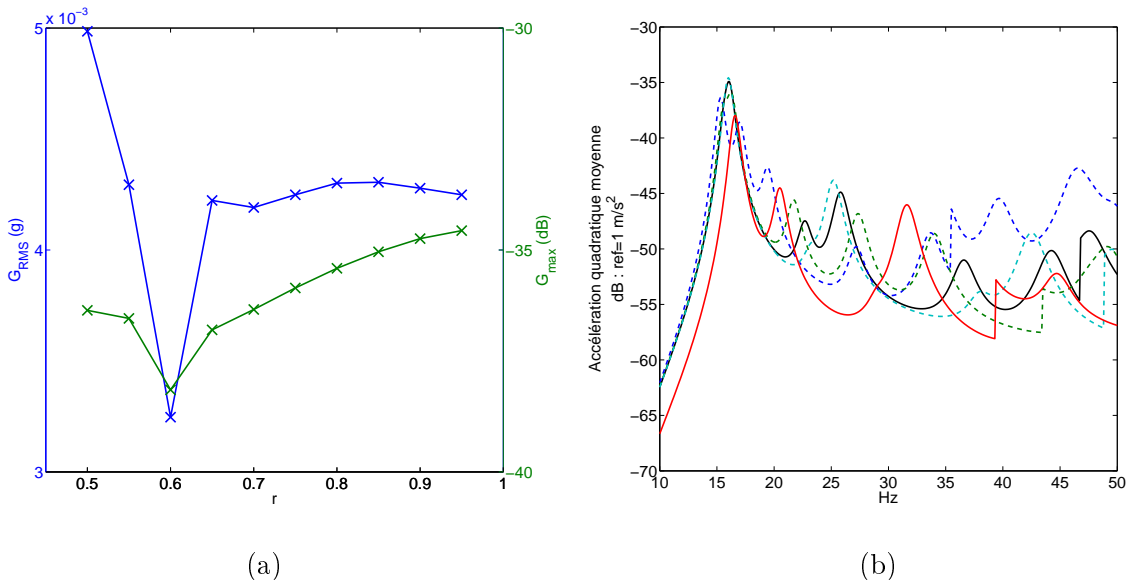 5 x 10⁻³
4
3
G_RMS (g)
0.5 0.6 0.7 0.8 0.9 1
r
−30
−35
−40
G_max (dB)
(a)
Accélération quadratique moyenne
dB : ref=1 m/s²
−30
−35
−40
−45
−50
−55
−60
−65
−70
10 15 20 25 30 35 40 45 50
Hz
(b)